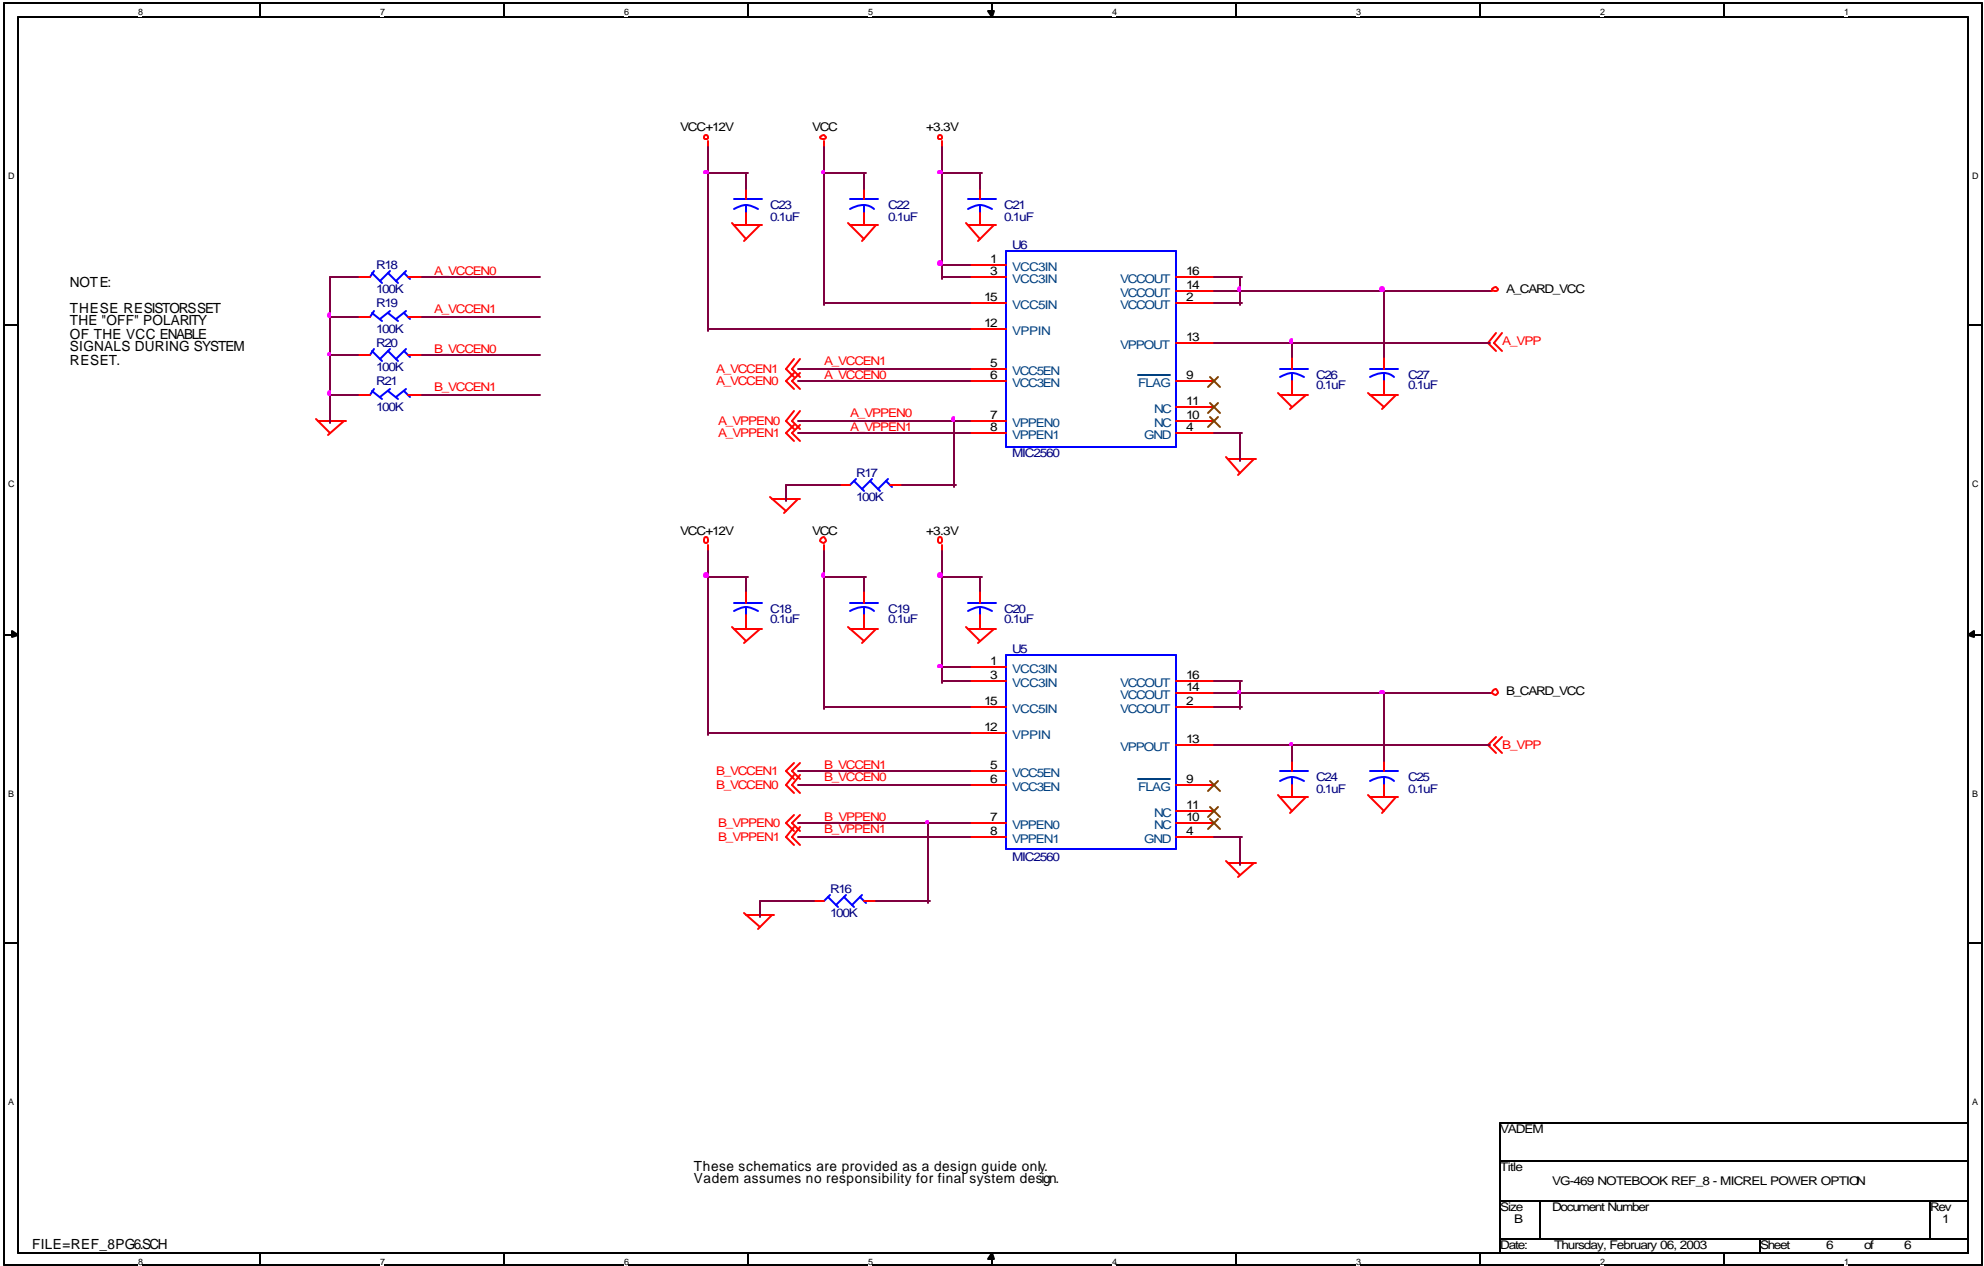 8 7 6 5 4 3 2 1
D
D
C
C
B
B
A
A
NOTE:
THESE RESISTORSSET
THE "OFF" POLARITY
OF THE VCC ENABLE
SIGNALS DURING SYSTEM
RESET.
R18
100K
A_VCCEN0
R19
100K
A_VCCEN1
R20
100K
B_VCCEN0
R21
100K
B_VCCEN1
VCC+12V
VCC
+3.3V
C23
0.1uF
C22
0.1uF
C21
0.1uF
U6
1
VCC3IN
3
VCC3IN
15
VCC5IN
12
VPPIN
A_VCCEN1
A_VCCEN1
5
VCC5EN
A_VCCEN0
A_VCCEN0
6
VCC3EN
A_VPPEN0
A_VPPEN0
7
VPPEN0
A_VPPEN1
A_VPPEN1
8
VPPEN1
VCCOUT
16
VCCOUT
14
VCCOUT
2
VPPOUT
13
FLAG
9
NC
11
NC
10
GND
4
MIC2560
A_CARD_VCC
A_VPP
C26
0.1uF
C27
0.1uF
R17
100K
VCC+12V
VCC
+3.3V
C18
0.1uF
C19
0.1uF
C20
0.1uF
U5
1
VCC3IN
3
VCC3IN
15
VCC5IN
12
VPPIN
B_VCCEN1
B_VCCEN1
5
VCC5EN
B_VCCEN0
B_VCCEN0
6
VCC3EN
B_VPPEN0
B_VPPEN0
7
VPPEN0
B_VPPEN1
B_VPPEN1
8
VPPEN1
VCCOUT
16
VCCOUT
14
VCCOUT
2
VPPOUT
13
FLAG
9
NC
11
NC
10
GND
4
MIC2560
B_CARD_VCC
B_VPP
C24
0.1uF
C25
0.1uF
R16
100K
These schematics are provided as a design guide only.
Vadem assumes no responsibility for final system design.
VADEM
Title
VG-469 NOTEBOOK REF_8 - MICREL POWER OPTION
Size
B
Document Number
Rev
1
Date: Thursday, February 06, 2003 Sheet 6 of 6
FILE=REF_8PG6.SCH
8 7 6 5 4 3 2 1